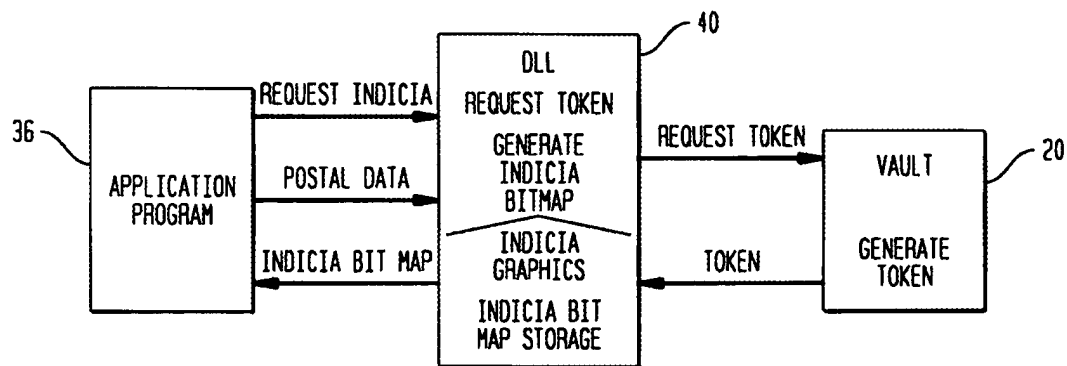 36
APPLICATION
PROGRAM
REQUEST INDICIA
POSTAL DATA
INDICIA BIT MAP
40
DLL
REQUEST TOKEN
GENERATE
INDICIA
BITMAP
INDICIA
GRAPHICS
INDICIA BIT
MAP STORAGE
REQUEST TOKEN
TOKEN
20
VAULT
GENERATE
TOKEN